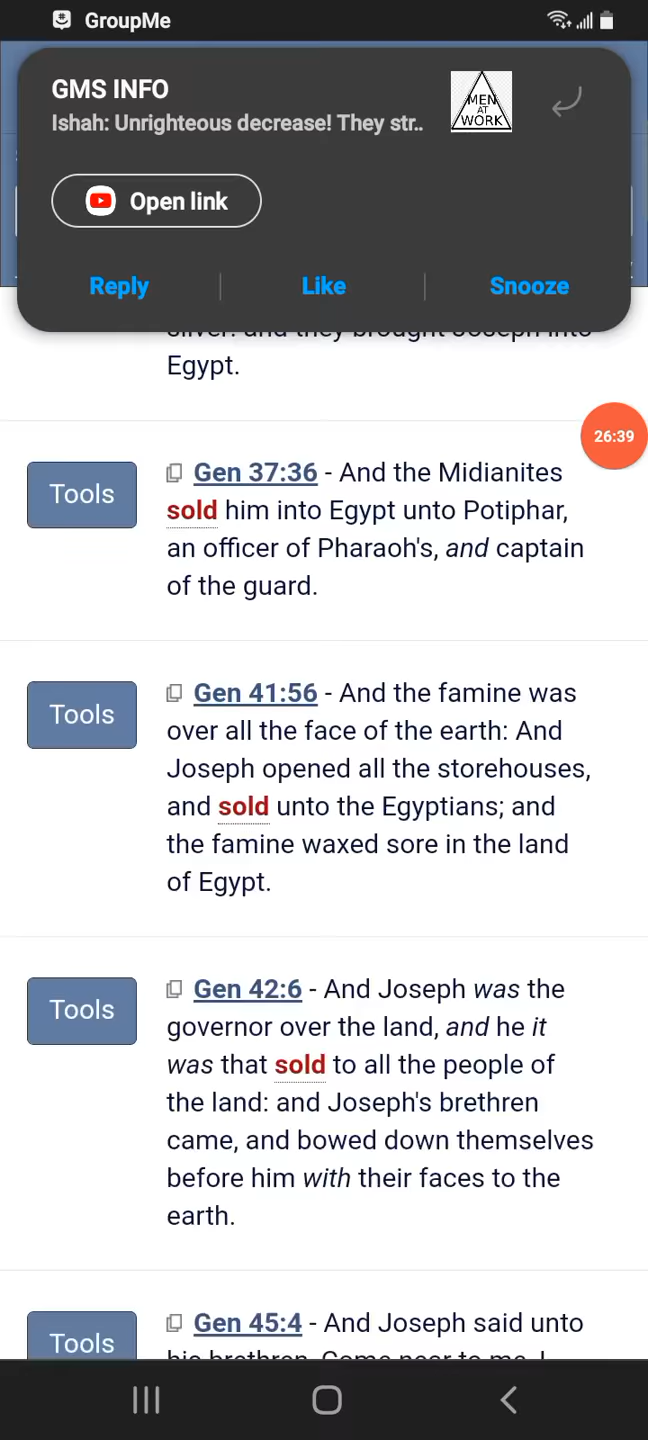 GroupMe
GMS INFO
MEN
AT
WORK
Ishah: Unrighteous decrease! They str..
Open link
Reply
Like
Snooze
Egypt.
26:39
Tools
Gen 37:36 - And the Midianites
sold him into Egypt unto Potiphar,
an officer of Pharaoh's, and captain
of the guard.
Tools
Gen 41:56 - And the famine was
over all the face of the earth: And
Joseph opened all the storehouses,
and sold unto the Egyptians; and
the famine waxed sore in the land
of Egypt.
Tools
Gen 42:6 - And Joseph was the
governor over the land, and he it
was that sold to all the people of
the land: and Joseph's brethren
came, and bowed down themselves
before him with their faces to the
earth.
Tools
Gen 45:4 - And Joseph said unto